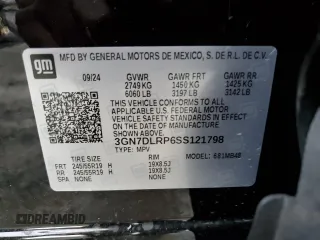 gm
MFD BY GENERAL MOTORS DE MEXICO, S. DE R.L. DE C.V.
09/24 GVWR GAWR FRT GAWR RR
2749 KG 1450 KG 1425 KG
6060 LB 3197 LB 3142 LB
THIS VEHICLE CONFORMS TO ALL
APPLICABLE U.S. FEDERAL MOTOR
VEHICLE SAFETY STANDARDS IN
EFFECT ON THE DATE OF MANUFACTURE
SHOWN ABOVE.
3GN7DLRP6SS121798
TYPE: MPV MODEL:
TIRE SIZE RIM
FRT 245/55R19 H 19X8.5J
RR 245/55R19 H 19X8.5J
SPA NONE NONE
AUTOHELPERBOT.COM